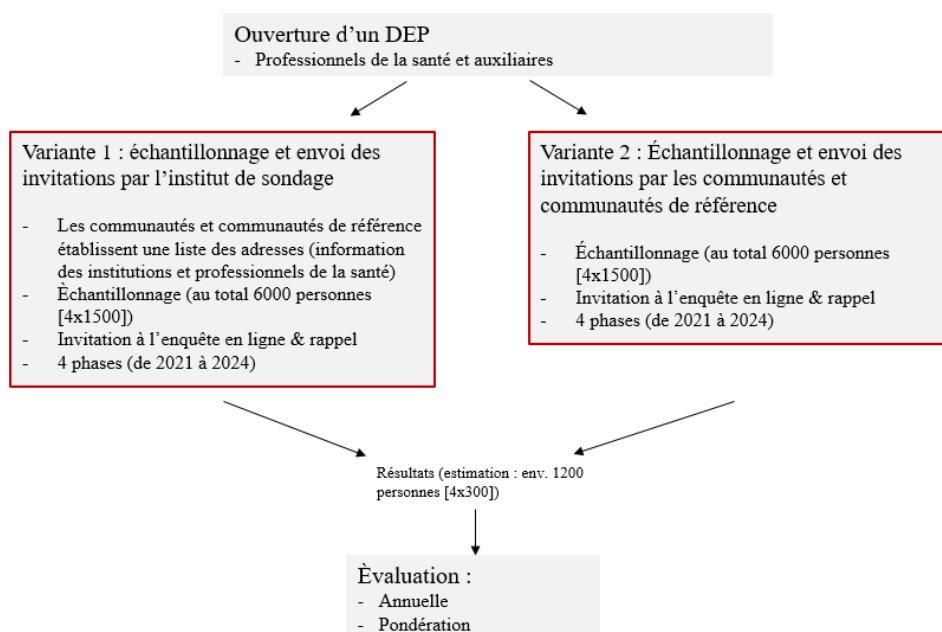 Ouverture d’un DEP
- Professionnels de la santé et auxiliaires
Variante 1 : échantillonnage et envoi des
invitations par l’institut de sondage
- Les communautés et communautés de référence
établissent une liste des adresses (information
des institutions et professionnels de la santé)
- Èchantillonnage (au total 6000 personnes
[4x1500])
- Invitation à l’enquête en ligne & rappel
- 4 phases (de 2021 à 2024)
Variante 2 : Échantillonnage et envoi des
invitations par les communautés et
communautés de référence
- Échantillonnage (au total 6000 personnes
[4x1500])
- Invitation à l’enquête en ligne & rappel
- 4 phases (de 2021 à 2024)
Résultats (estimation : env. 1200
personnes [4x300])
Èvaluation :
- Annuelle
- Pondération